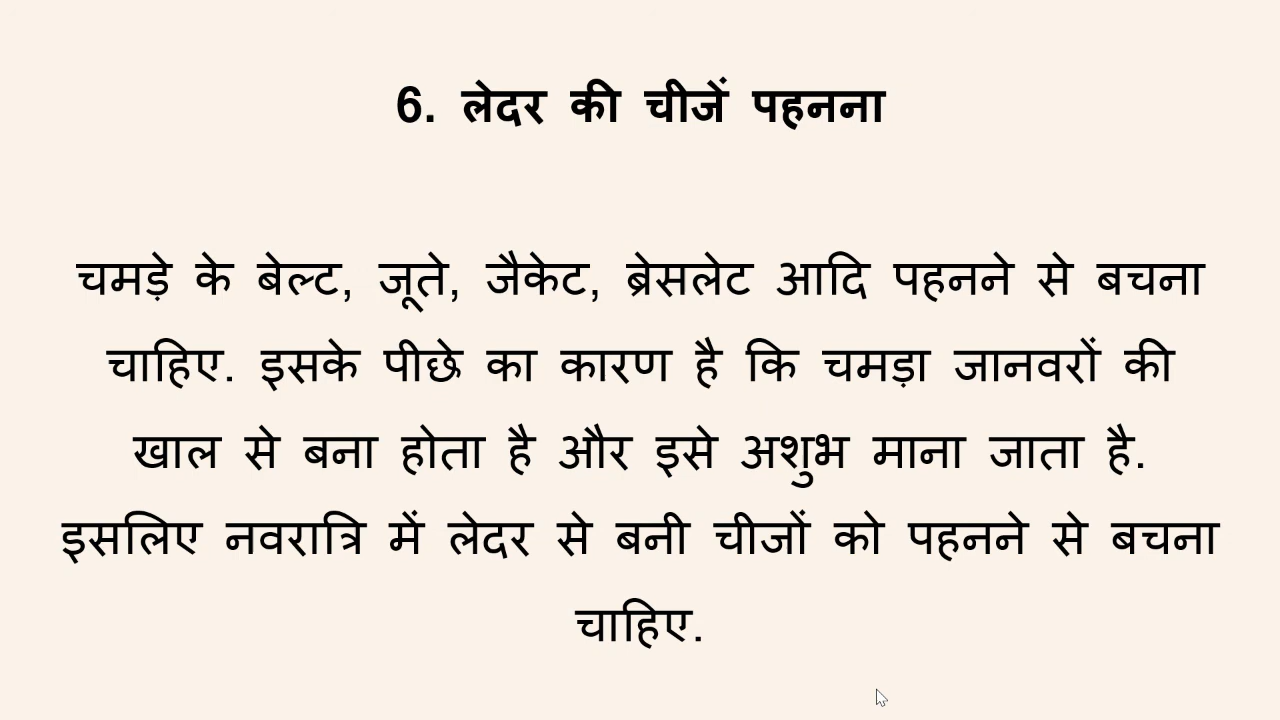 6. लेदर की चीजें पहनना
चमड़े के बेल्ट, जूते, जैकेट, ब्रेसलेट आदि पहनने से बचना
चाहिए. इसके पीछे का कारण है कि चमड़ा जानवरों की
खाल से बना होता है और इसे अशुभ माना जाता है.
इसलिए नवरात्रि में लेदर से बनी चीजों को पहनने से बचना
चाहिए.